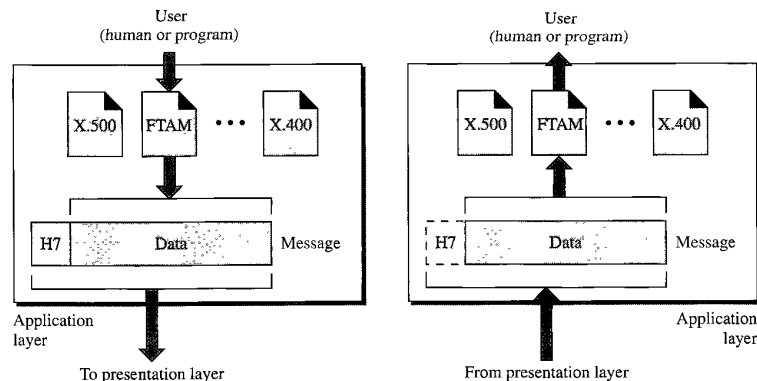 User
(human or program)
X.500
FTAM
•••
X.400
H7
Data
Message
Application
layer
To presentation layer
User
(human or program)
X.500
FTAM
•••
X.400
H7
Data
Message
Application
layer
From presentation layer